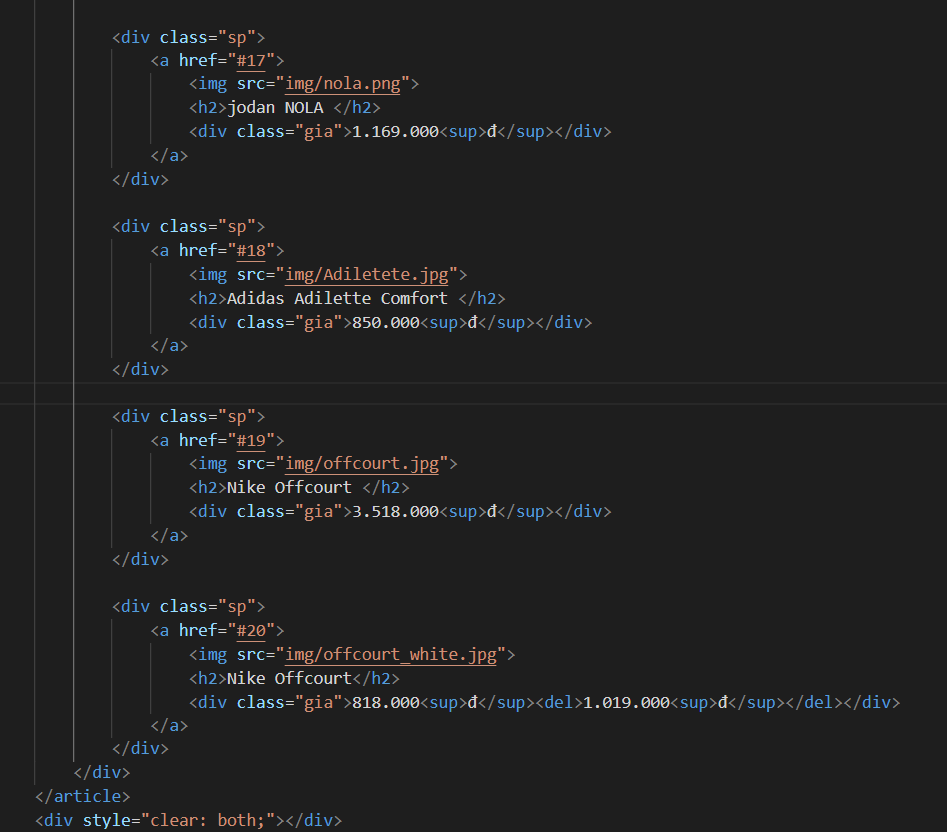 <div class="sp">
<a href="#17">
<img src="img/nola.png">
<h2>jodan NOLA </h2>
<div class="gia">1.169.000<sup>đ</sup></div>
</a>
</div>
<div class="sp">
<a href="#18">
<img src="img/Adiletete.jpg">
<h2>Adidas Adilette Comfort </h2>
<div class="gia">850.000<sup>đ</sup></div>
</a>
</div>
<div class="sp">
<a href="#19">
<img src="img/offcourt.jpg">
<h2>Nike Offcourt </h2>
<div class="gia">3.518.000<sup>đ</sup></div>
</a>
</div>
<div class="sp">
<a href="#20">
<img src="img/offcourt_white.jpg">
<h2>Nike Offcourt</h2>
<div class="gia">818.000<sup>đ</sup><del>1.019.000<sup>đ</sup></del></div>
</a>
</div>
</div>
</article>
<div style="clear: both;"></div>